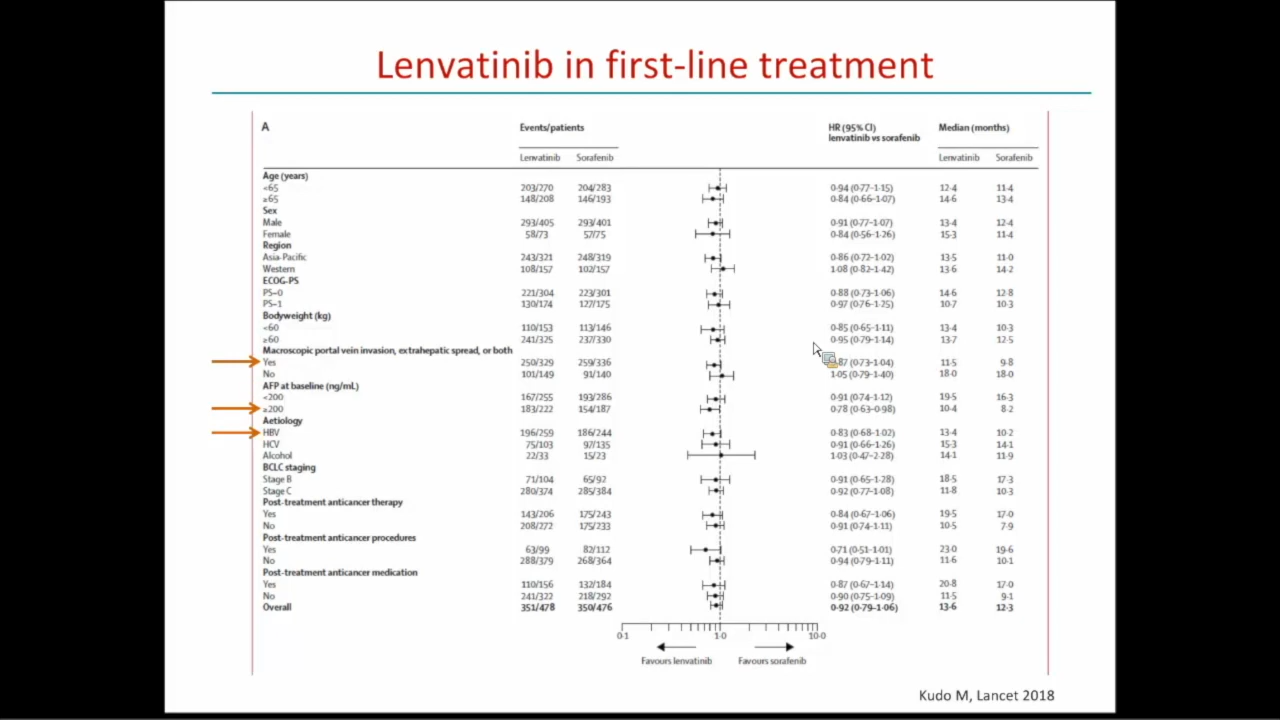 Lenvatinib in first-line treatment
A Events/patients HR (95% CI) lenvatinib vs sorafenib Median (months)
Lenvatinib Sorafenib Lenvatinib Sorafenib
Age (years)
<65 203/270 204/283 0·94 (0·77–1·15) 12·4 11·4
≥65 148/208 146/193 0·84 (0·66–1·07) 14·6 13·4
Sex
Male 293/405 293/401 0·91 (0·77–1·07) 13·4 12·4
Female 58/73 57/75 0·84 (0·56–1·26) 15·3 11·4
Region
Asia-Pacific 243/321 248/319 0·86 (0·72–1·02) 13·5 11·0
Western 108/157 102/157 1·08 (0·82–1·42) 13·6 14·2
ECOG-PS
PS=0 221/304 223/301 0·88 (0·73–1·06) 14·6 12·8
PS=1 130/174 127/175 0·97 (0·76–1·25) 10·7 10·3
Bodyweight (kg)
<60 110/153 113/146 0·85 (0·65–1·11) 13·4 10·3
≥60 241/325 237/330 0·95 (0·79–1·14) 13·7 12·5
Macroscopic portal vein invasion, extrahepatic spread, or both
Yes 250/329 259/336 87 (0·73–1·04) 11·5 9·8
No 101/149 91/140 1·05 (0·79–1·40) 18·0 18·0
AFP at baseline (ng/mL)
<200 167/255 193/286 0·91 (0·74–1·12) 19·5 16·3
≥200 183/222 154/187 0·78 (0·63–0·98) 10·4 8·2
Aetiology
HBV 196/259 186/244 0·83 (0·68–1·02) 13·4 10·2
HCV 75/103 97/135 0·91 (0·66–1·26) 15·3 14·1
Alcohol 22/33 15/23 1·03 (0·47–2·28) 14·1 11·9
BCLC staging
Stage B 71/104 65/92 0·91 (0·65–1·28) 18·5 17·3
Stage C 280/374 285/384 0·92 (0·77–1·08) 11·8 10·3
Post-treatment anticancer therapy
Yes 143/206 175/243 0·84 (0·67–1·06) 19·5 17·0
No 208/272 175/233 0·91 (0·74–1·11) 10·5 7·9
Post-treatment anticancer procedures
Yes 63/99 82/112 0·71 (0·51–1·01) 23·0 19·6
No 288/379 268/364 0·94 (0·79–1·11) 11·6 10·1
Post-treatment anticancer medication
Yes 110/156 132/184 0·87 (0·67–1·14) 20·8 17·0
No 241/322 218/292 0·90 (0·75–1·09) 11·5 9·1
Overall 351/478 350/476 0·92 (0·79–1·06) 13·6 12·3
0·1 1·0 10·0
Favours lenvatinib Favours sorafenib
Kudo M, Lancet 2018